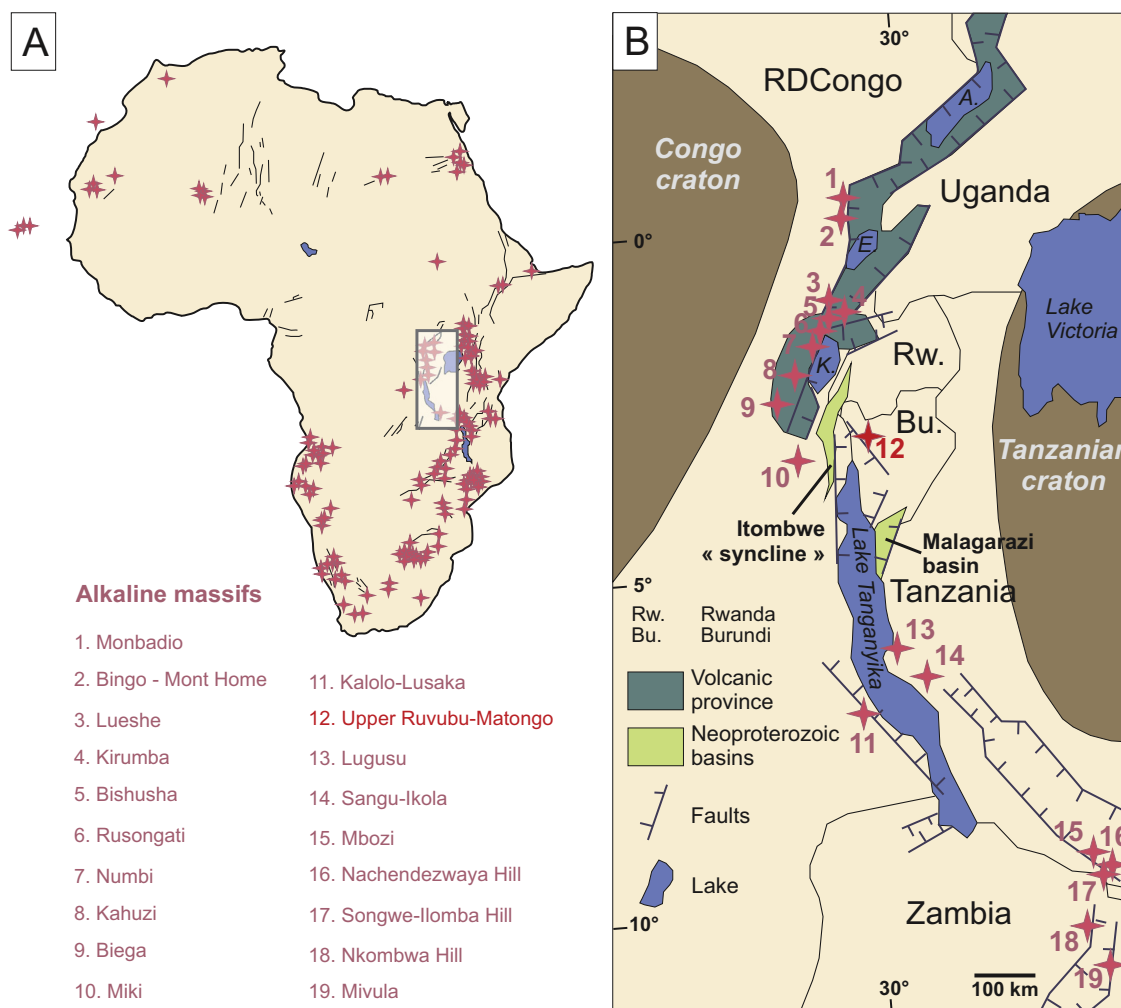 A
Alkaline massifs
1. Monbadio
2. Bingo - Mont Home
3. Lueshe
4. Kirumba
5. Bishusha
6. Rusongati
7. Numbi
8. Kahuzi
9. Biega
10. Miki
11. Kalolo-Lusaka
12. Upper Ruvubu-Matongo
13. Lugusu
14. Sangu-Ikola
15. Mbozi
16. Nachendezwaya Hill
17. Songwe-Ilomba Hill
18. Nkombwa Hill
19. Mivula
B
30°
RDCongo
A.
Congo
craton
1
Uganda
2
0°
E
3
4
5
6
Lake
Victoria
7
K.
Rw.
8
9
Bu.
12
10
Tanzanian
craton
Itombwe
« syncline »
Lake Tanganyika
Malagarazi
basin
5°
Tanzania
Rw. Rwanda
Bu. Burundi
13
14
Volcanic
province
11
Neoproterozoic
basins
Faults
15
16
Lake
17
Zambia
18
10°
19
30°
100 km